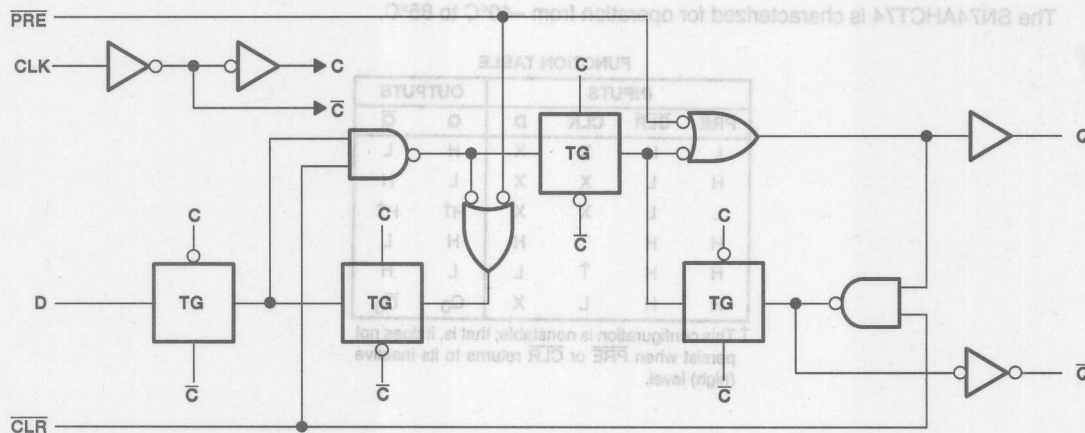 The SN74AHCT74 is characterized for operation from –40°C to 85°C.
PRE
CLK
C
C
FUNCTION TABLE
INPUTS OUTPUTS
PRE CLR CLK D Q Q
C
TG
C
C
TG
C
C
TG
C
C
TG
C
D
CLR
Q
Q
† This configuration is nonstable; that is, it does not
persist when PRE or CLR returns to its inactive
(high) level.